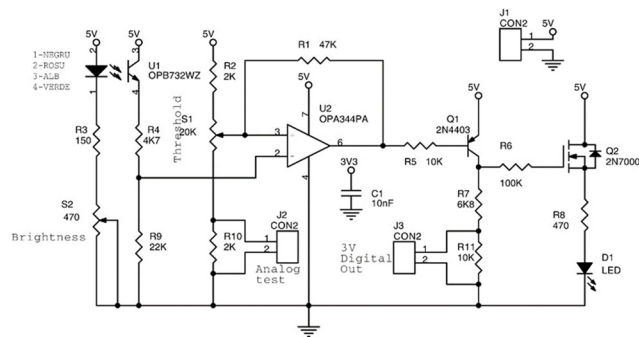 J1
CON2
5V
1
2
5V
5V
5V
1-NEGRU
2-ROSU
3-ALB
4-VERDE
2
3
U1
OPB732WZ
R2
2K
R1 47K
5V
5V
5V
1
4
S1
20K
Threshold
U2
OPA344PA
7
3
2
6
4
Q1
2N4403
Q2
2N7000
R3
150
R4
4K7
R5 10K
R6
100K
3V3
C1
10nF
S2
470
Brightness
R9
22K
R10
2K
J2
CON2
1
2
Analog
test
R7
6K8
R8
470
J3
CON2
3V
Digital
Out
1
2
R11
10K
D1
LED